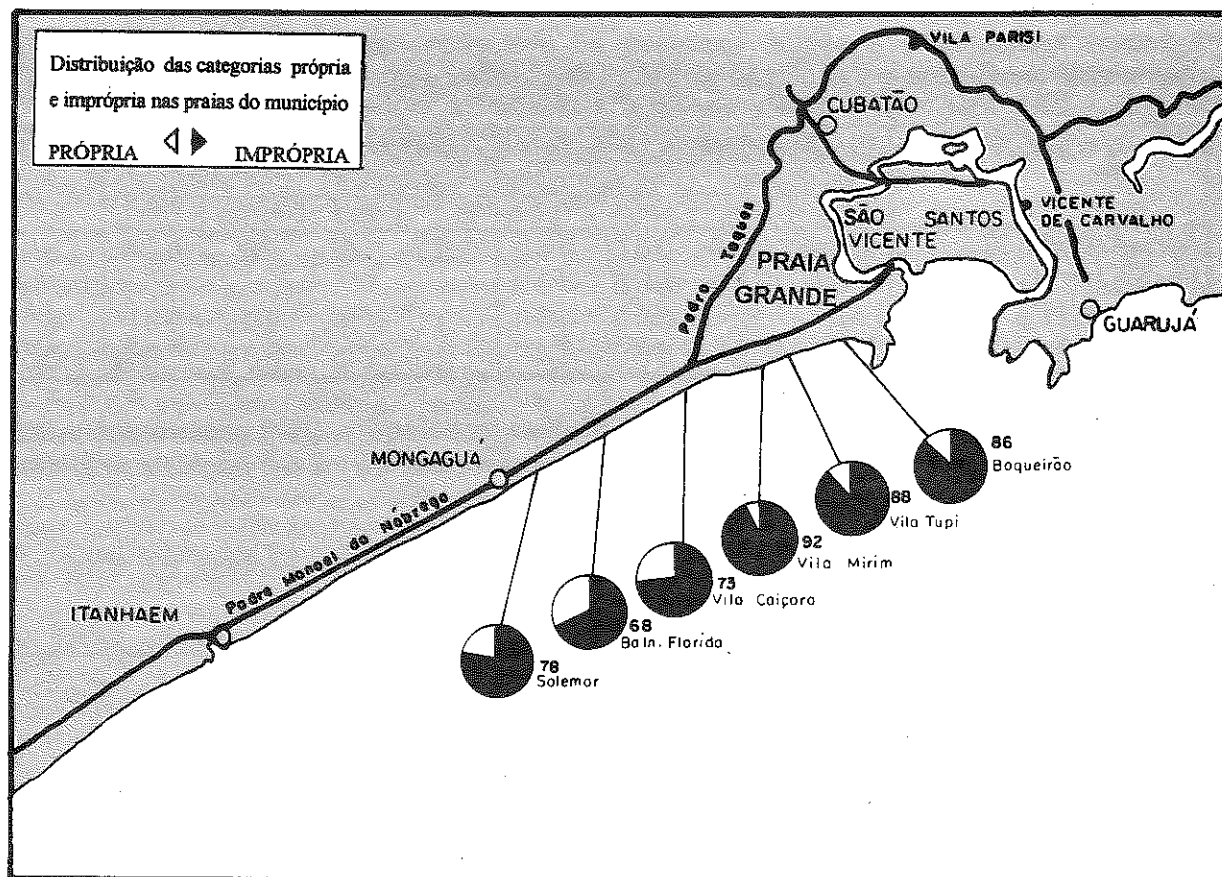 Distribuição das categorias própria
e imprópria nas praias do município
PRÓPRIA IMPRÓPRIA
VILA PARISI
CUBATÃO
VICENTE
DE CARVALHO
SÃO
VICENTE
SANTOS
PRAIA
GRANDE
GUARUJÁ
Pedro Taques
MONGAGUÁ
Padre Manoel da Nóbrega
ITANHAEM
86
Boqueirão
88
Vila Tupi
92
Vila Mirim
73
Vila Caiçara
68
Baln. Florida
78
Solemar